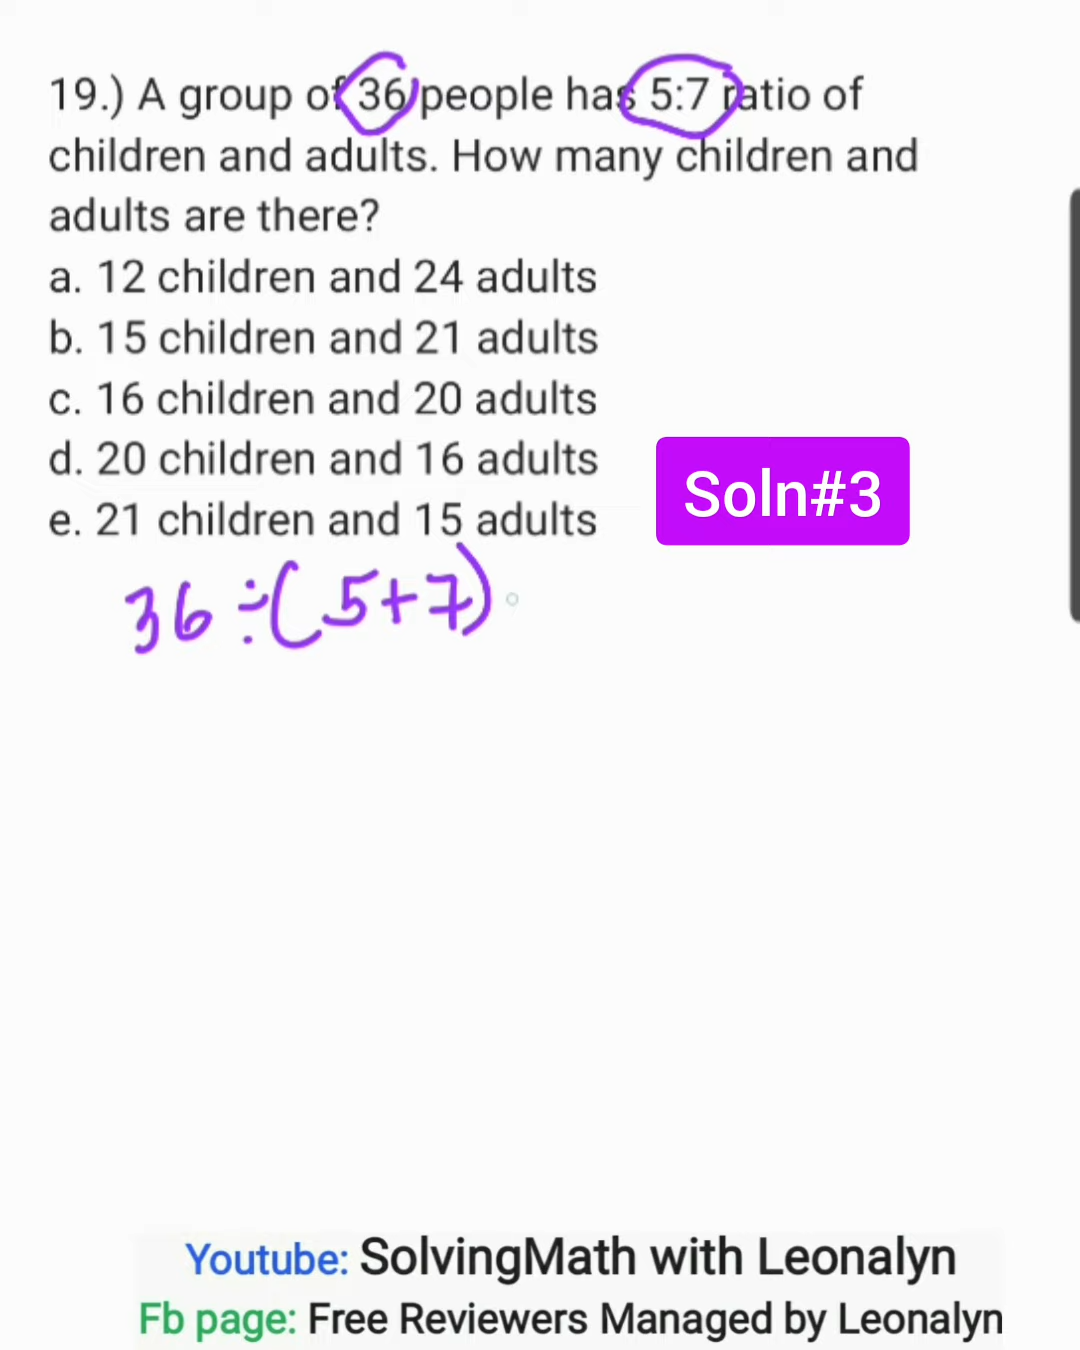 19.) A group of 36 people has 5:7 ratio of
children and adults. How many children and
adults are there?
a. 12 children and 24 adults
b. 15 children and 21 adults
c. 16 children and 20 adults
d. 20 children and 16 adults
e. 21 children and 15 adults
Soln#3
36 ÷ (5+7)
Youtube: SolvingMath with Leonalyn
Fb page: Free Reviewers Managed by Leonalyn